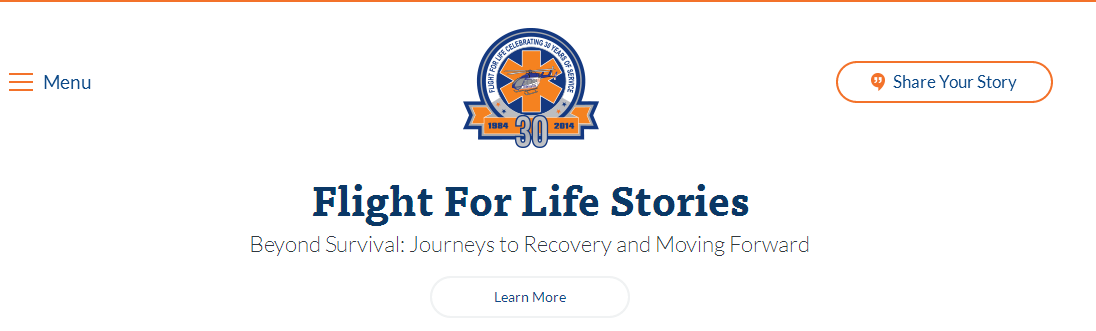 Menu
FLIGHT FOR LIFE CELEBRATING 30 YEARS OF SERVICE
1984 30 2014
Share Your Story
Flight For Life Stories
Beyond Survival: Journeys to Recovery and Moving Forward
Learn More